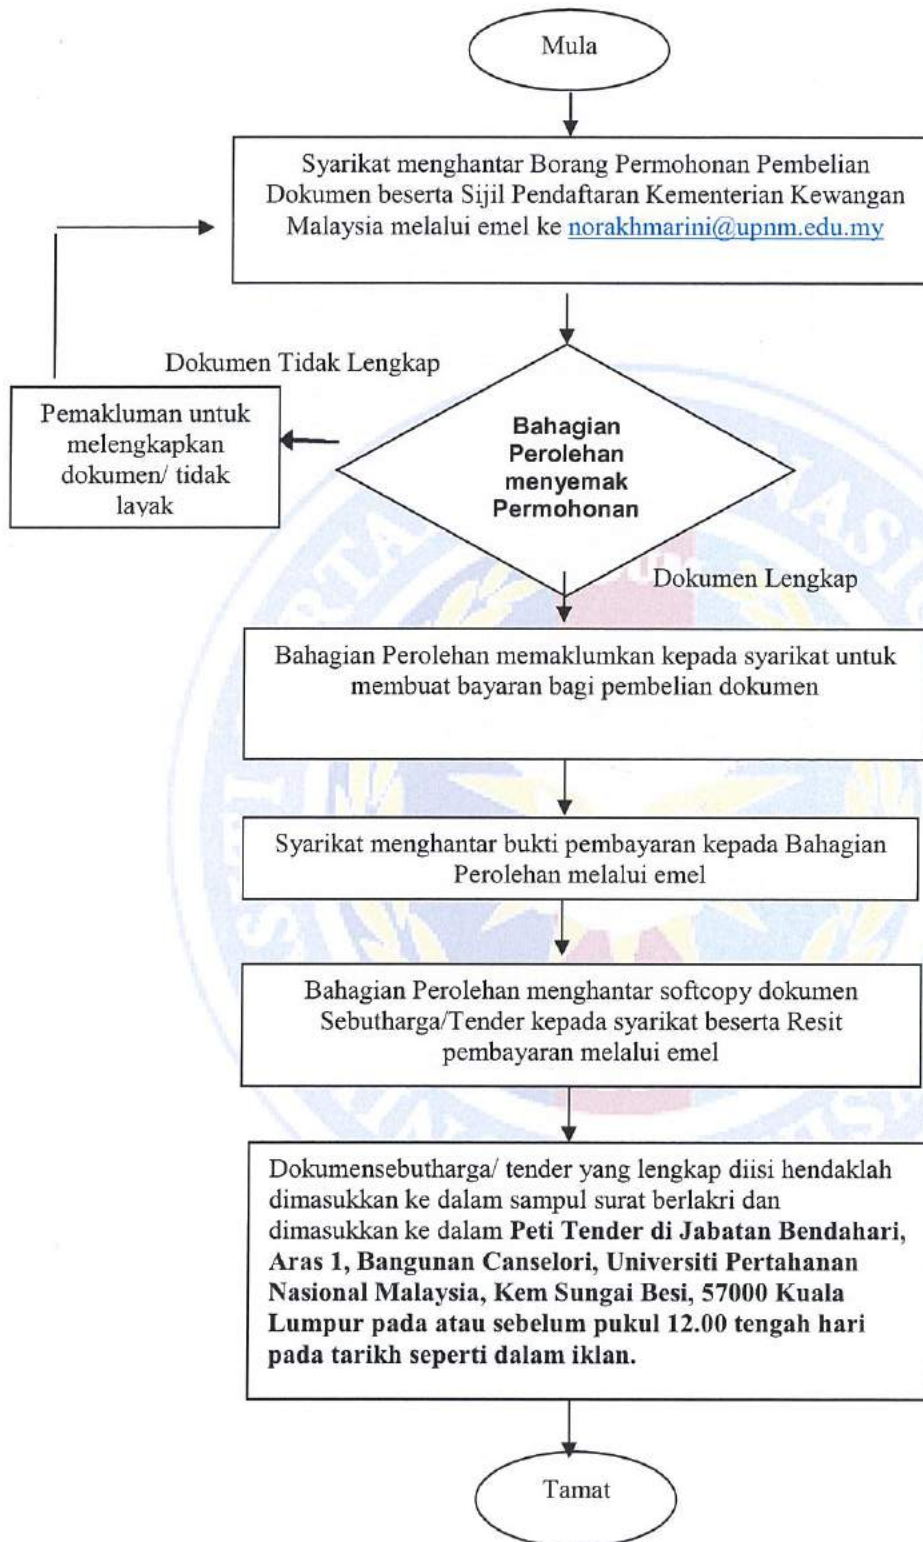 Mula
Syarikat menghantar Borang Permohonan Pembelian
Dokumen beserta Sijil Pendaftaran Kementerian Kewangan
Malaysia melalui emel ke norakhmarini@upnm.edu.my
Dokumen Tidak Lengkap
Pemakluman untuk
melengkapkan
dokumen/ tidak
layak
Bahagian
Perolehan
menyemak
Permohonan
Dokumen Lengkap
Bahagian Perolehan memaklumkan kepada syarikat untuk
membuat bayaran bagi pembelian dokumen
Syarikat menghantar bukti pembayaran kepada Bahagian
Perolehan melalui emel
Bahagian Perolehan menghantar softcopy dokumen
Sebutharga/Tender kepada syarikat beserta Resit
pembayaran melalui emel
Dokumensebutharga/ tender yang lengkap diisi hendaklah
dimasukkan ke dalam sampul surat berlakri dan
dimasukkan ke dalam Peti Tender di Jabatan Bendahari,
Aras 1, Bangunan Canselori, Universiti Pertahanan
Nasional Malaysia, Kem Sungai Besi, 57000 Kuala
Lumpur pada atau sebelum pukul 12.00 tengah hari
pada tarikh seperti dalam iklan.
Tamat